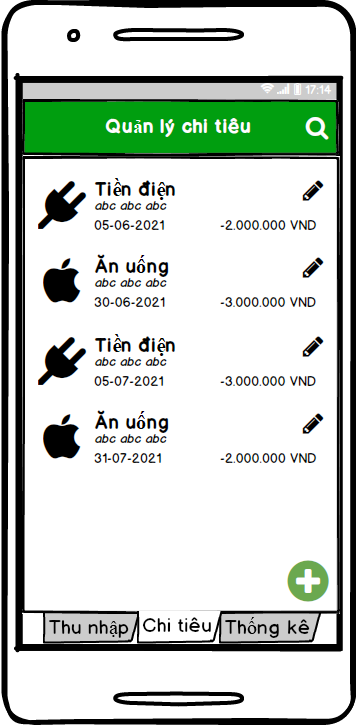 17:14
Quản lý chi tiêu
Tiền điện
abc abc abc
05-06-2021 -2.000.000 VND
Ăn uống
abc abc abc
30-06-2021 -3.000.000 VND
Tiền điện
abc abc abc
05-07-2021 -3.000.000 VND
Ăn uống
abc abc abc
31-07-2021 -2.000.000 VND
Thu nhập Chi tiêu Thống kê